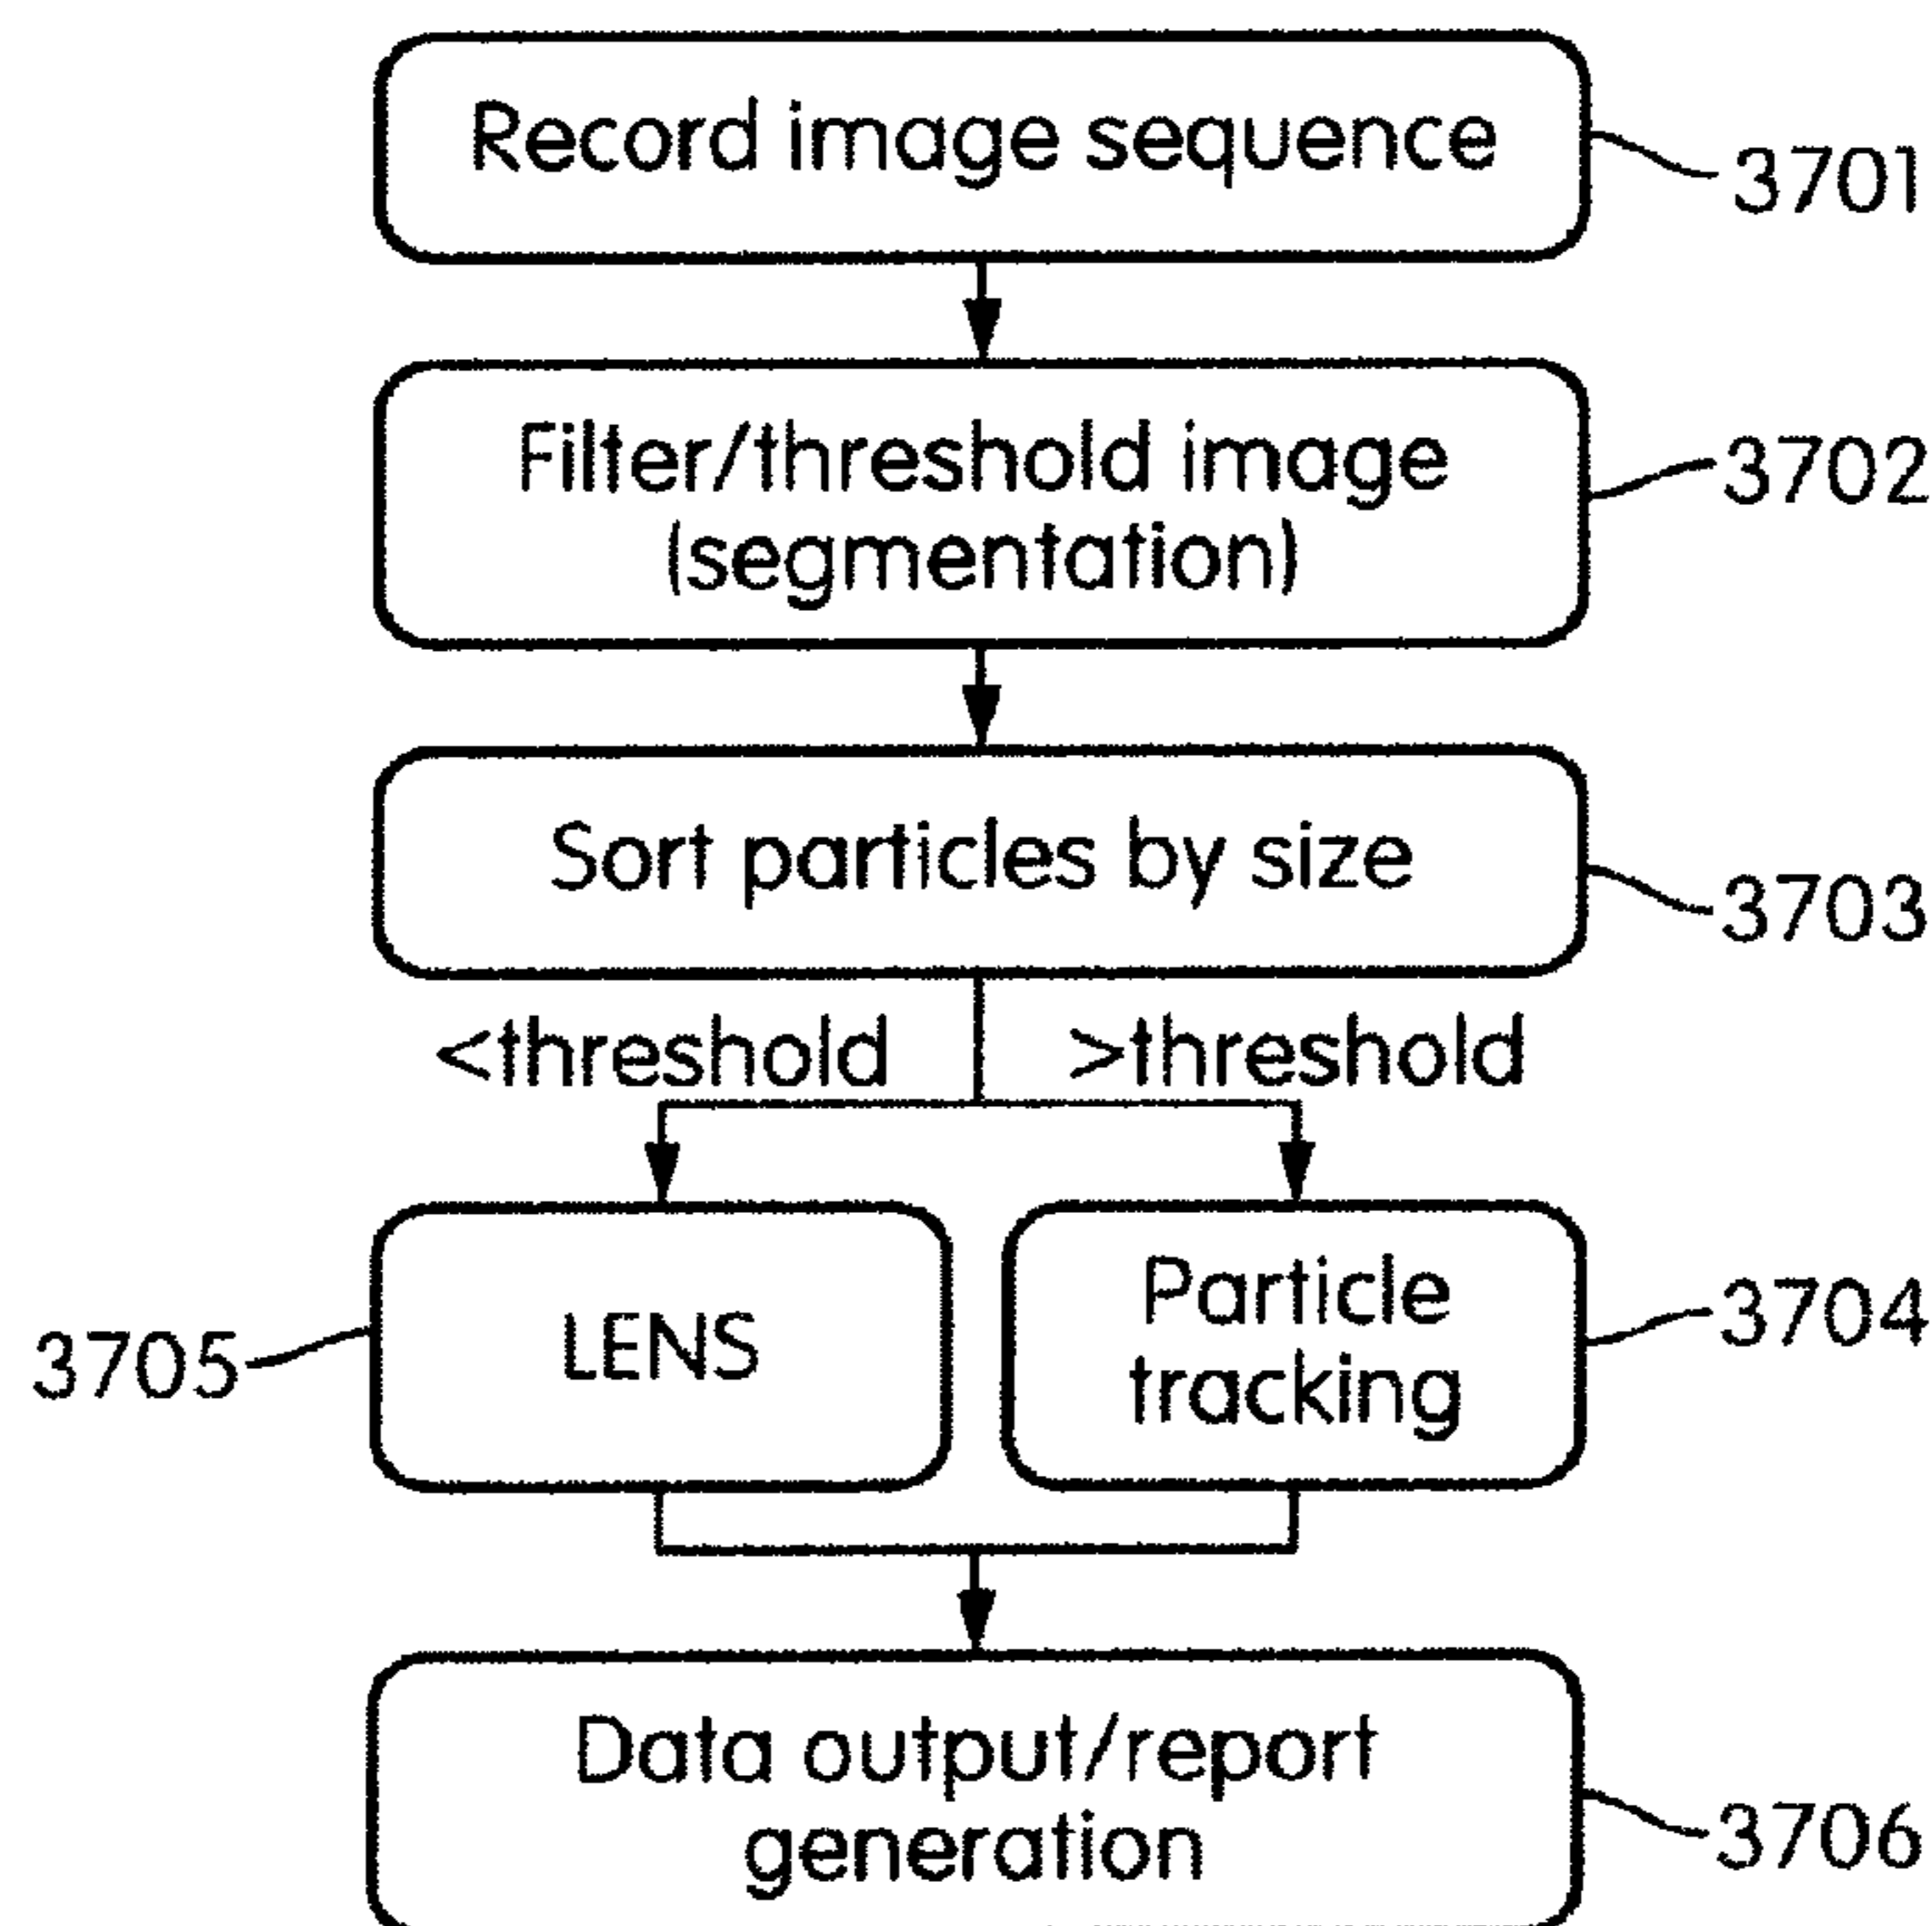 Record image sequence
3701
Filter/threshold image
(segmentation)
3702
Sort particles by size
3703
<threshold
>threshold
3705
LENS
Particle
tracking
3704
Data output/report
generation
3706